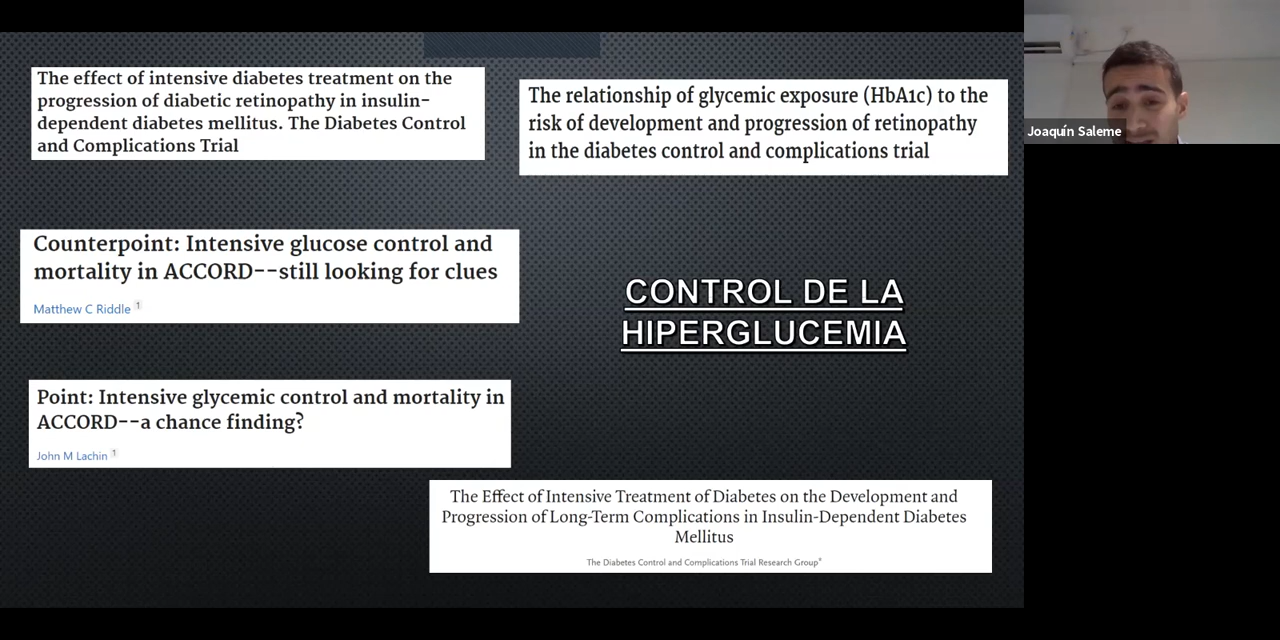 The effect of intensive diabetes treatment on the
progression of diabetic retinopathy in insulin-
dependent diabetes mellitus. The Diabetes Control
and Complications Trial
The relationship of glycemic exposure (HbA1c) to the
risk of development and progression of retinopathy
in the diabetes control and complications trial
Joaquín Saleme
Counterpoint: Intensive glucose control and
mortality in ACCORD--still looking for clues
Matthew C Riddle 1
CONTROL DE LA
HIPERGLUCEMIA
Point: Intensive glycemic control and mortality in
ACCORD--a chance finding?
John M Lachin 1
The Effect of Intensive Treatment of Diabetes on the Development and
Progression of Long-Term Complications in Insulin-Dependent Diabetes
Mellitus
The Diabetes Control and Complications Trial Research Group*